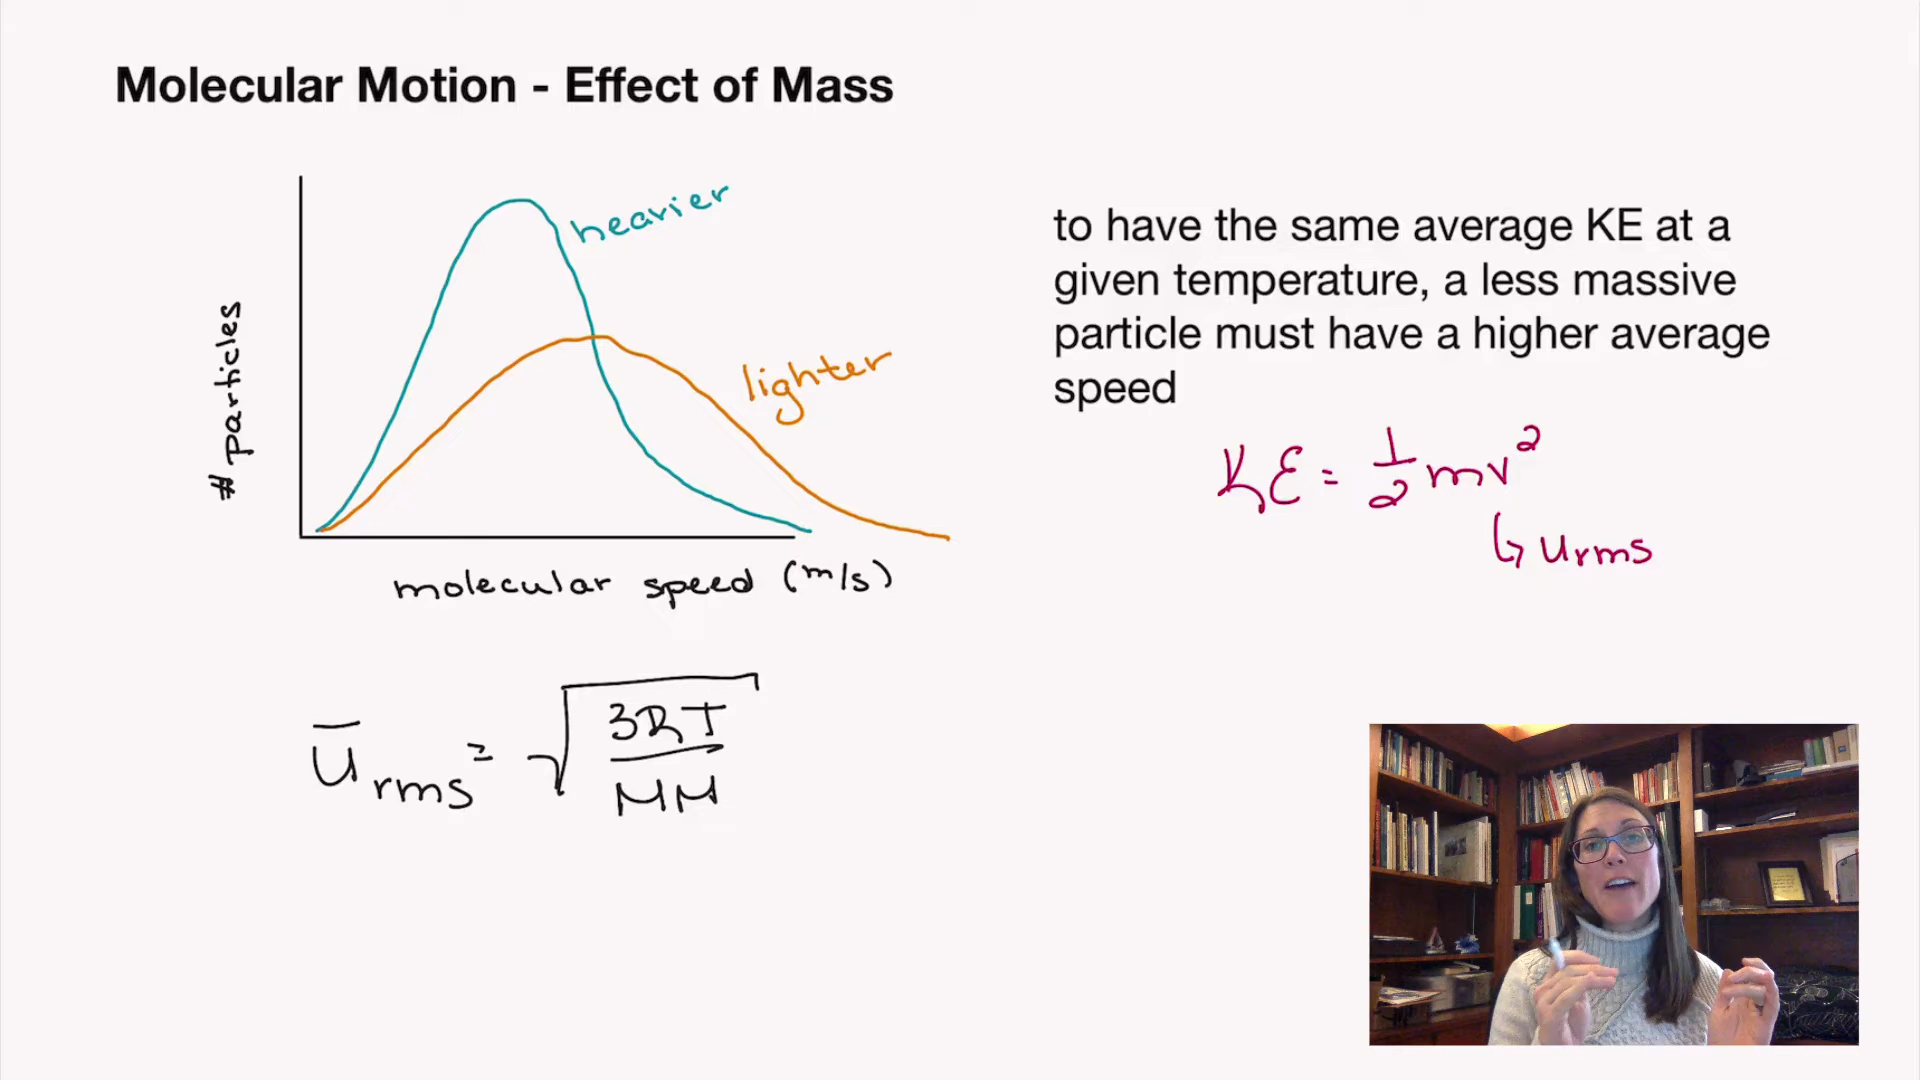 Molecular Motion - Effect of Mass
heavier
lighter
# particles
molecular speed (m/s)
to have the same average KE at a
given temperature, a less massive
particle must have a higher average
speed
KE = 1/2 mv²
↳ urms
u̅rms = √(3RT/MM)